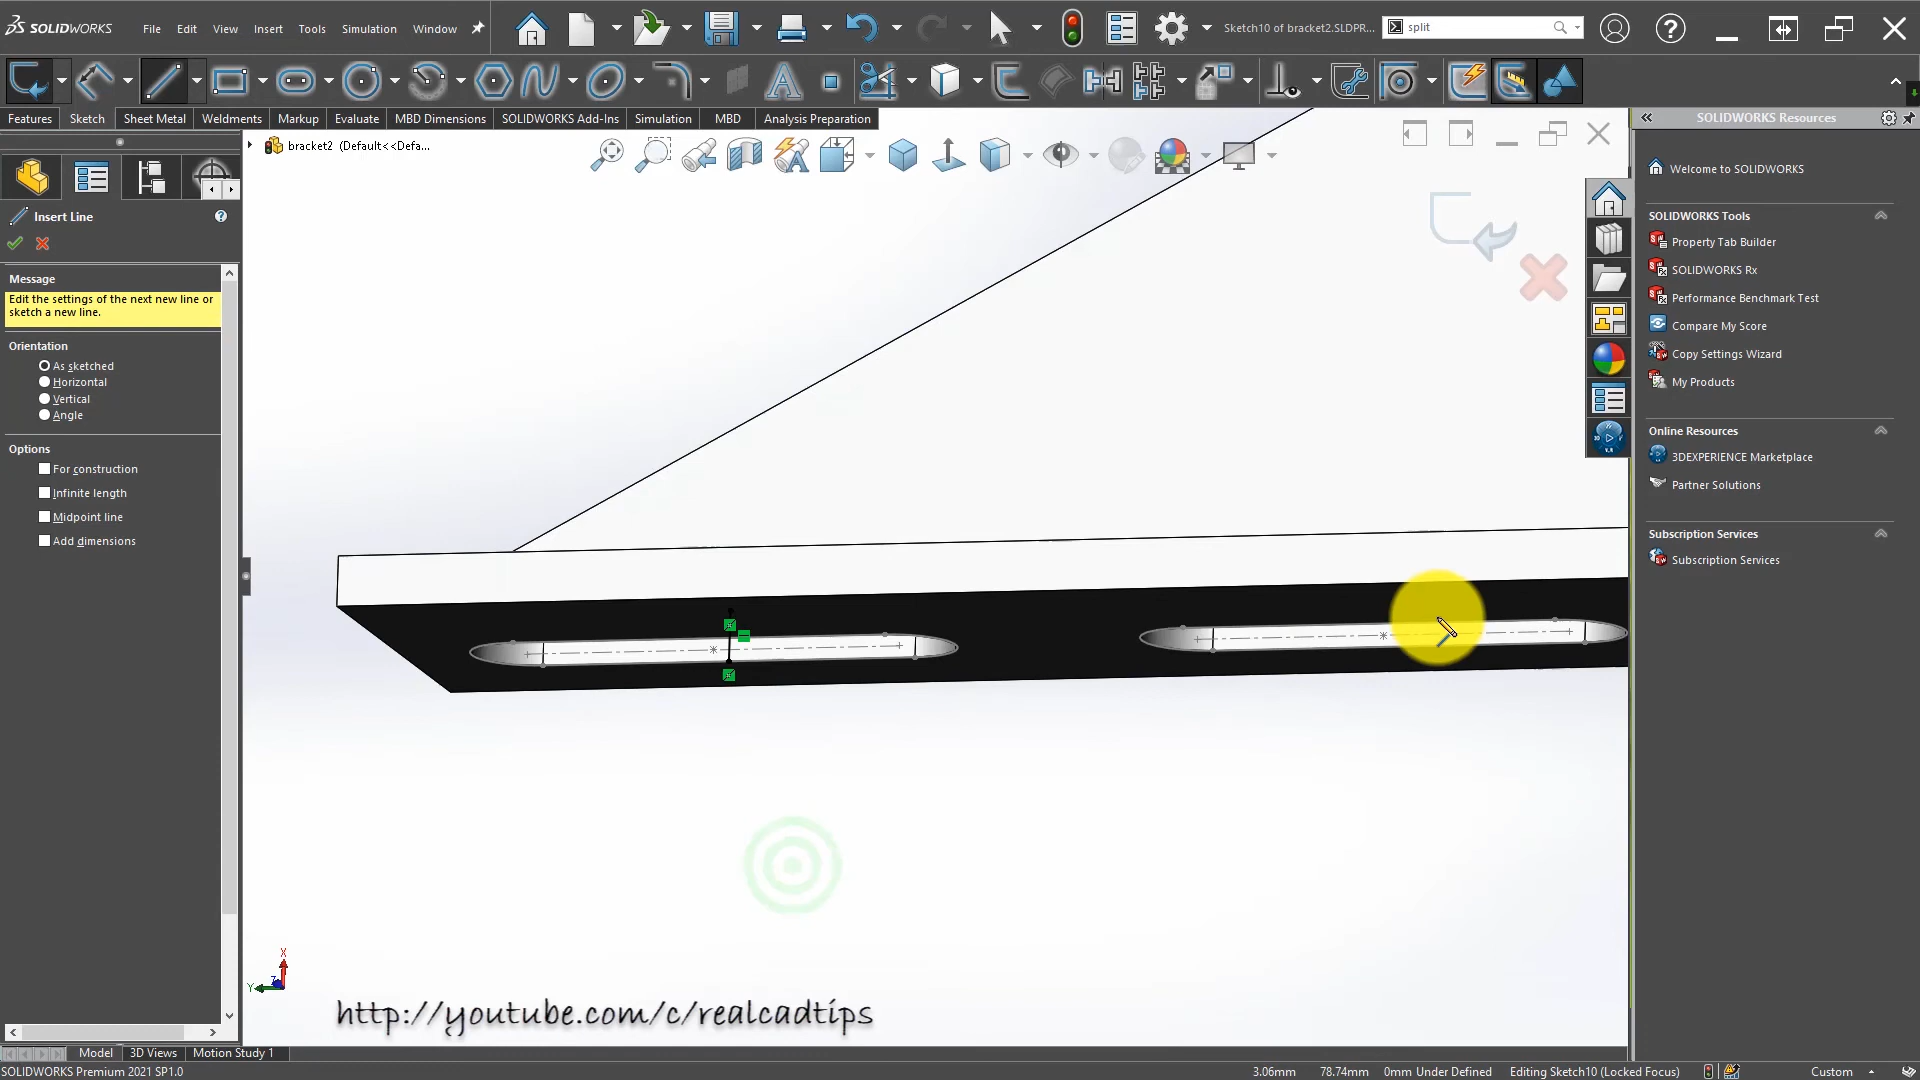 SOLIDWORKS
File Edit View Insert Tools Simulation Window
Sketch10 of bracket2.SLDPR...
split
Features Sketch Sheet Metal Weldments Markup Evaluate MBD Dimensions SOLIDWORKS Add-Ins Simulation MBD Analysis Preparation
bracket2 (Default<<Defa...
Insert Line
Message
Edit the settings of the next new line or
sketch a new line.
Orientation
As sketched
Horizontal
Vertical
Angle
Options
For construction
Infinite length
Midpoint line
Add dimensions
X
Y
Z
http://youtube.com/c/realcadtips
SOLIDWORKS Resources
Welcome to SOLIDWORKS
SOLIDWORKS Tools
Property Tab Builder
SOLIDWORKS Rx
Performance Benchmark Test
Compare My Score
Copy Settings Wizard
My Products
Online Resources
3DEXPERIENCE Marketplace
Partner Solutions
Subscription Services
Subscription Services
Model 3D Views Motion Study 1
SOLIDWORKS Premium 2021 SP1.0
3.06mm 78.74mm 0mm Under Defined Editing Sketch10 (Locked Focus) Custom